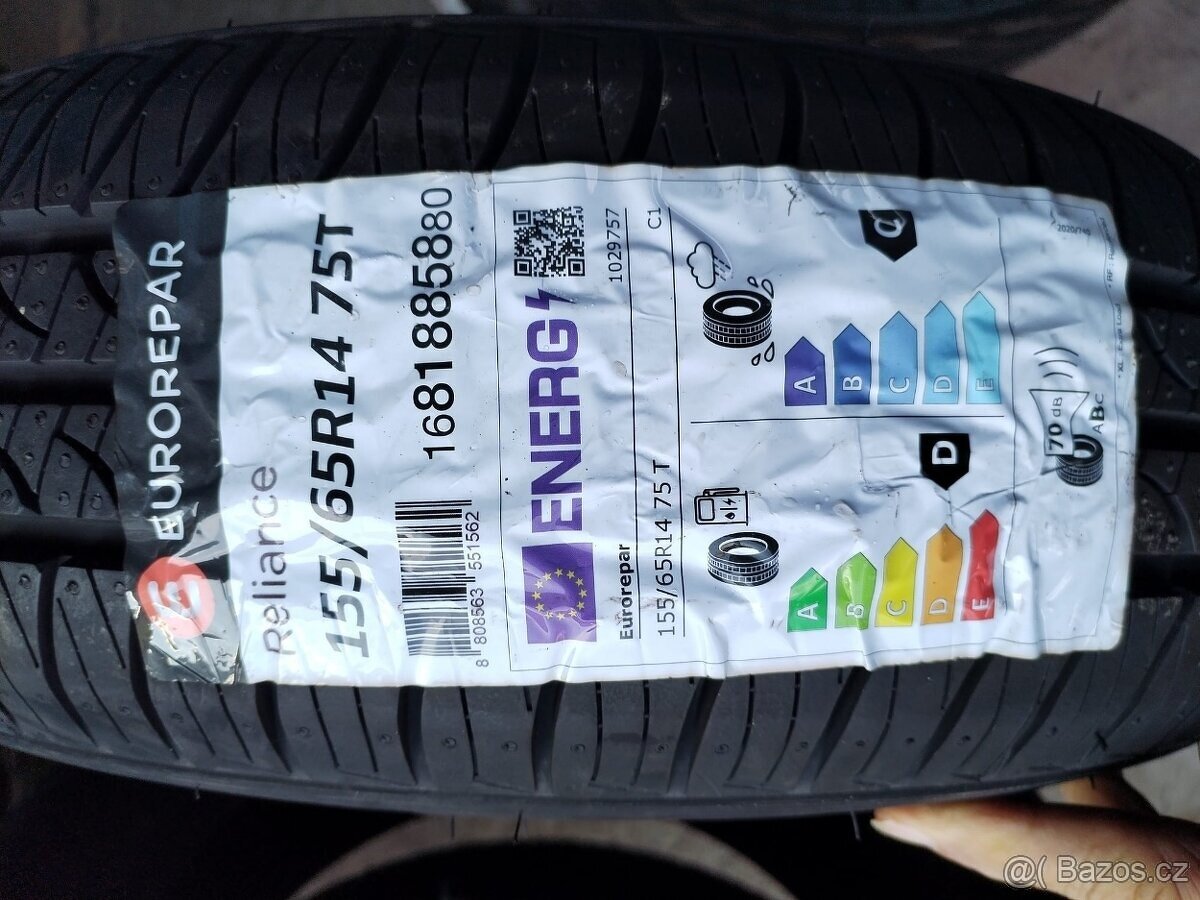 EUROREPAR
Reliance
155/65R14 75T
1681885880
8 808563 551562
ENERG
1029757
Eurorepar
155/65R14 75 T
C1
A
B
C
D
E
D
A
B
C
D
E
70 dB
ABC
2020/740
@( Bazos.cz